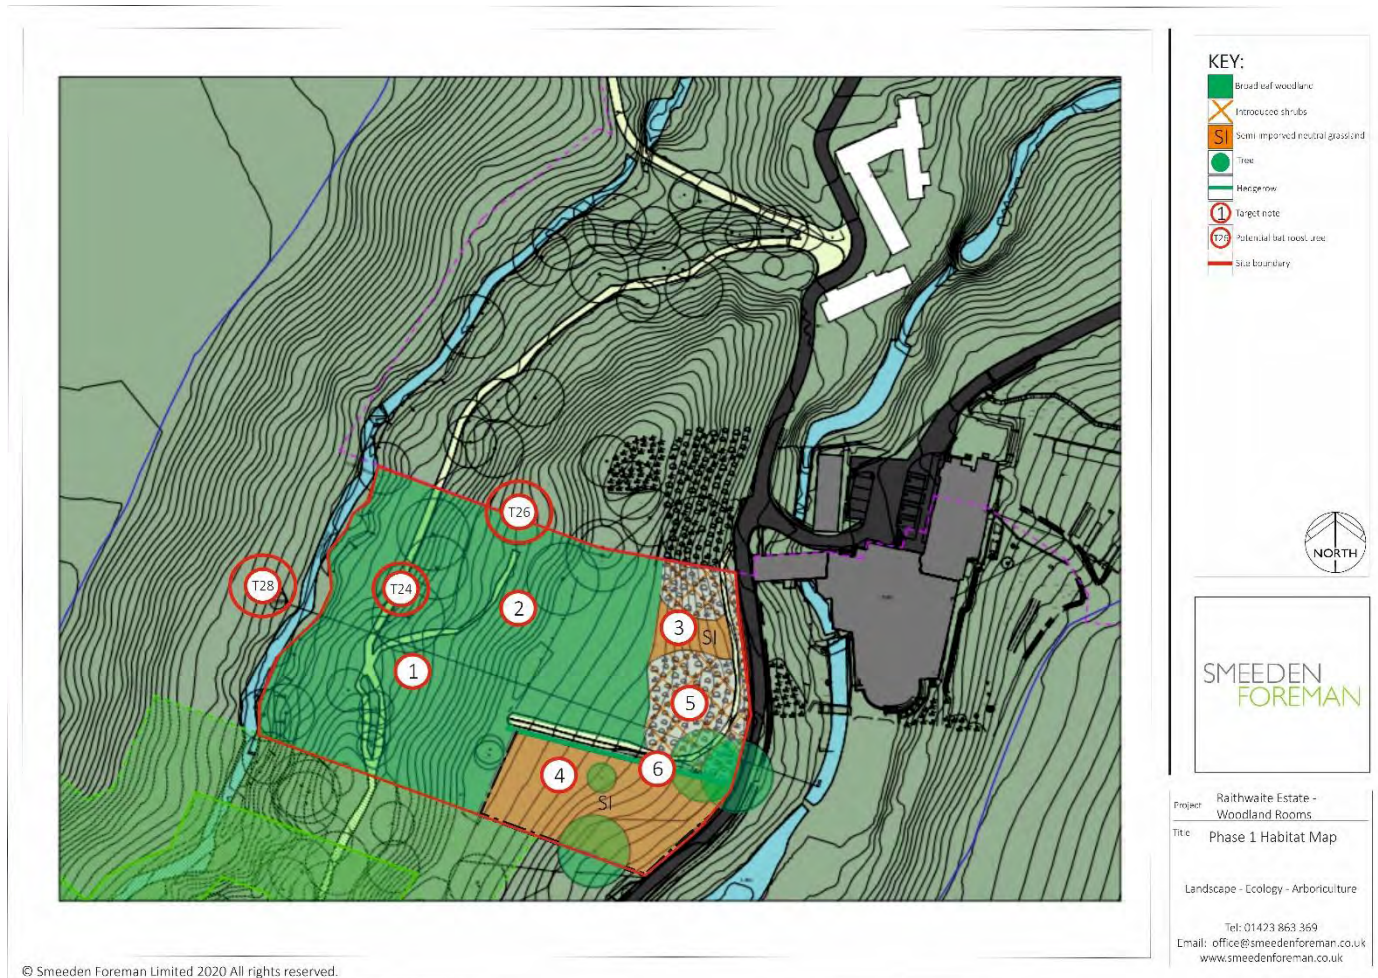 KEY:
Broadleaf woodland
Introduced shrubs
SI Semi-imporved neutral grassland
Tree
Hedgerow
1 Target note
T26 Potential bat roost tree
Site boundary
T26
T28
T24
2
3
SI
1
5
6
4
SI
NORTH
SMEEDEN
FOREMAN
Project Raithwaite Estate -
Woodland Rooms
Title Phase 1 Habitat Map
Landscape - Ecology - Arboriculture
Tel: 01423 863 369
Email: office@smeedenforeman.co.uk
www.smeedenforeman.co.uk
© Smeeden Foreman Limited 2020 All rights reserved.